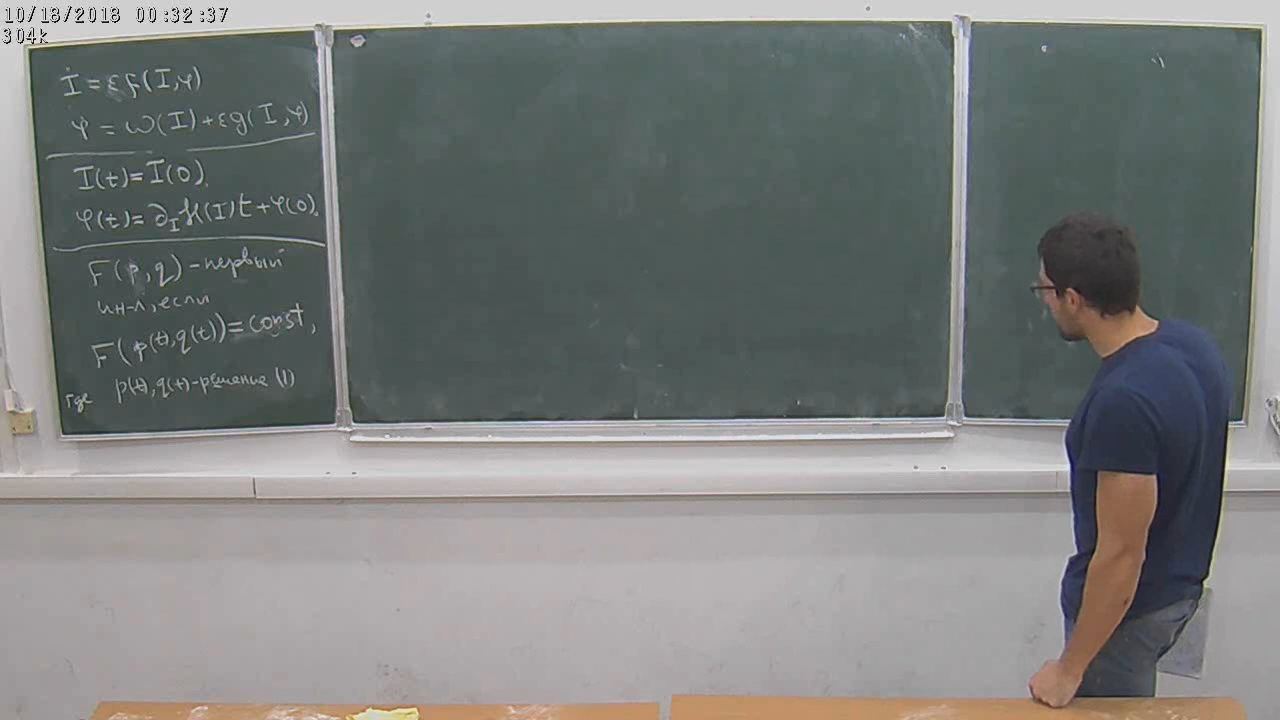 10/18/2018 00:32:37
304k
İ = εf(I,φ)
φ̇ = ω(I)+εg(I,φ)
I(t)=I(0).
φ(t)=∂_I H(I)t+φ(0).
F(p,q)-первый
ин-л, если
F(p(t),q(t))=const,
где p(t),q(t)-решение (1)